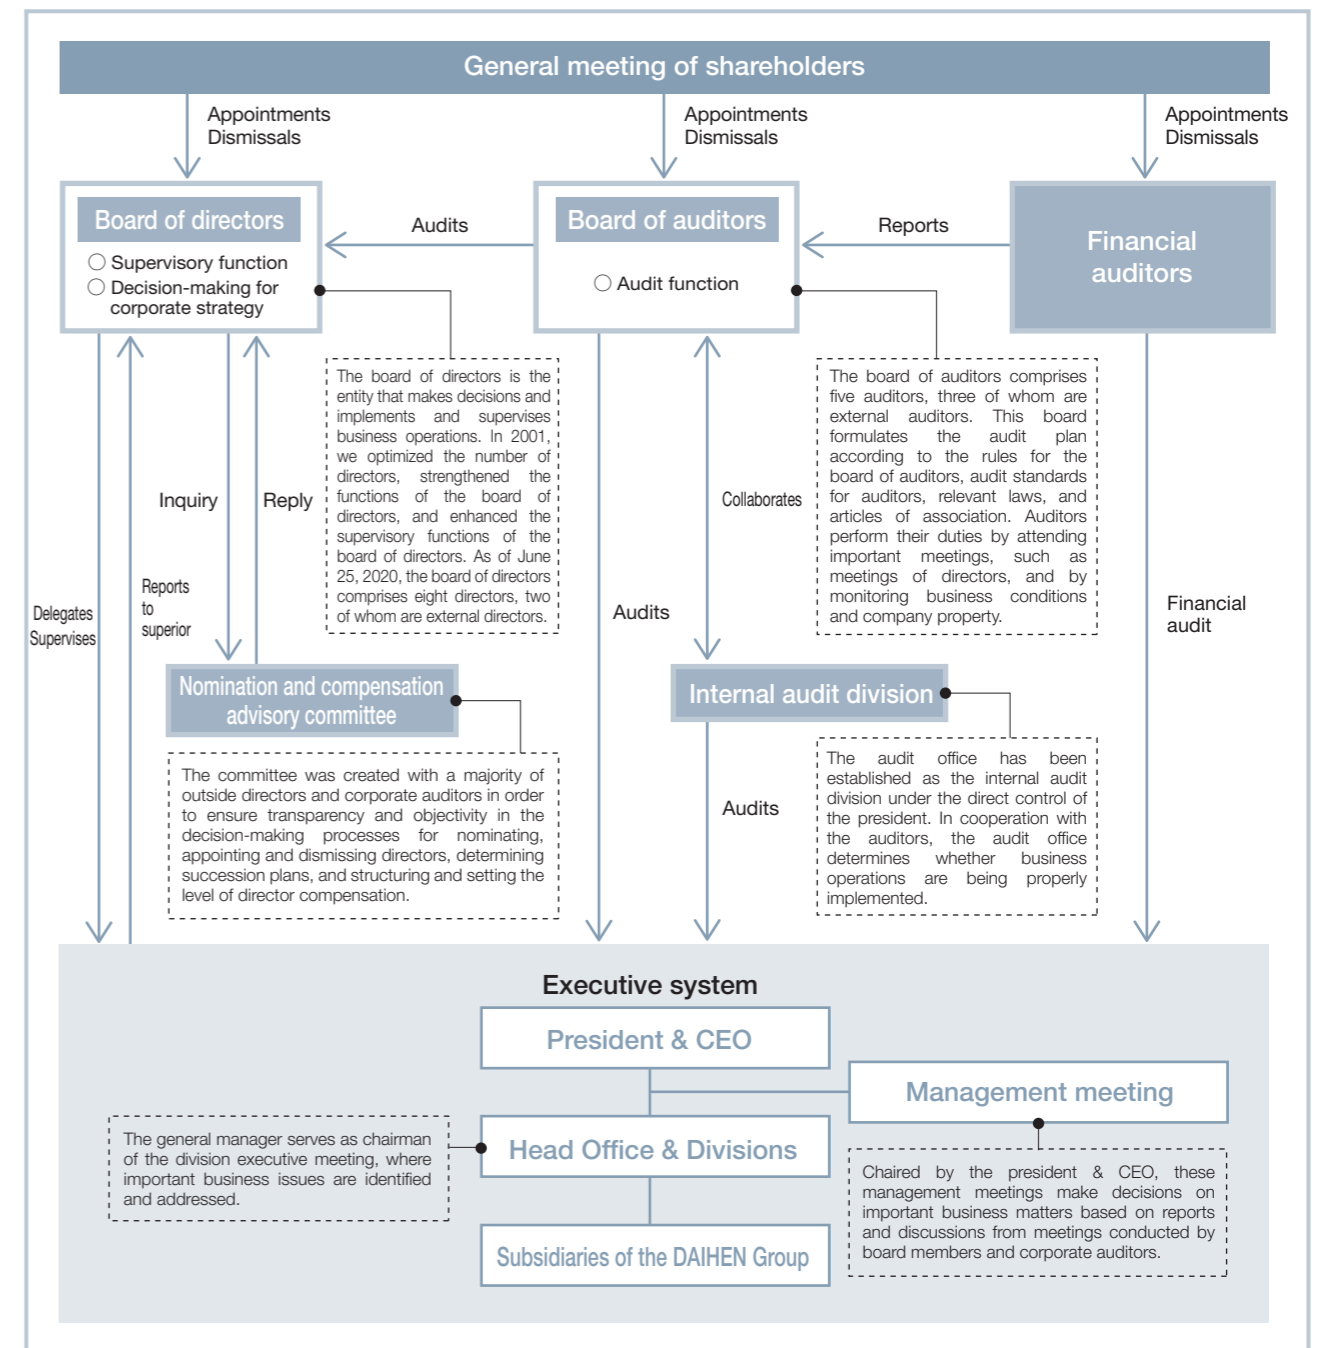 General meeting of shareholders
Appointments
Dismissals
Appointments
Dismissals
Appointments
Dismissals
Board of directors
○ Supervisory function
○ Decision-making for
corporate strategy
Audits
Board of auditors
○ Audit function
Reports
Financial
auditors
The board of directors is the
entity that makes decisions and
implements and supervises
business operations. In 2001,
we optimized the number of
directors, strengthened the
functions of the board of
directors, and enhanced the
supervisory functions of the
board of directors. As of June
25, 2020, the board of directors
comprises eight directors, two
of whom are external directors.
The board of auditors comprises
five auditors, three of whom are
external auditors. This board
formulates the audit plan
according to the rules for the
board of auditors, audit standards
for auditors, relevant laws, and
articles of association. Auditors
perform their duties by attending
important meetings, such as
meetings of directors, and by
monitoring business conditions
and company property.
Inquiry
Reply
Collaborates
Delegates
Supervises
Reports
to
superior
Audits
Financial
audit
Nomination and compensation
advisory committee
Internal audit division
The committee was created with a majority of
outside directors and corporate auditors in order
to ensure transparency and objectivity in the
decision-making processes for nominating,
appointing and dismissing directors, determining
succession plans, and structuring and setting the
level of director compensation.
Audits
The audit office has been
established as the internal audit
division under the direct control of
the president. In cooperation with
the auditors, the audit office
determines whether business
operations are being properly
implemented.
Executive system
President & CEO
Management meeting
The general manager serves as chairman
of the division executive meeting, where
important business issues are identified
and addressed.
Head Office & Divisions
Chaired by the president & CEO, these
management meetings make decisions on
important business matters based on reports
and discussions from meetings conducted by
board members and corporate auditors.
Subsidiaries of the DAIHEN Group